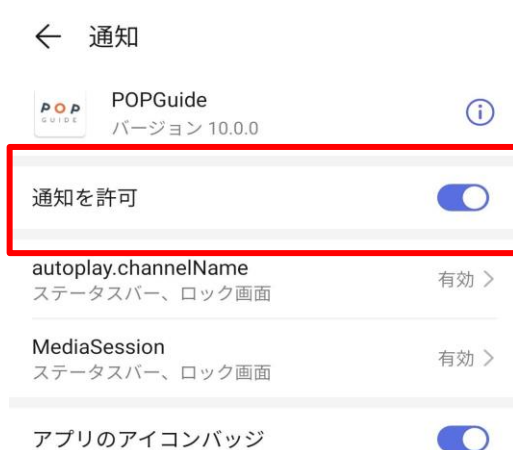 ← 通知
POP
GUIDE
POPGuide
バージョン 10.0.0
通知を許可
autoplay.channelName
ステータスバー、ロック画面
有効 >
MediaSession
ステータスバー、ロック画面
有効 >
アプリのアイコンバッジ